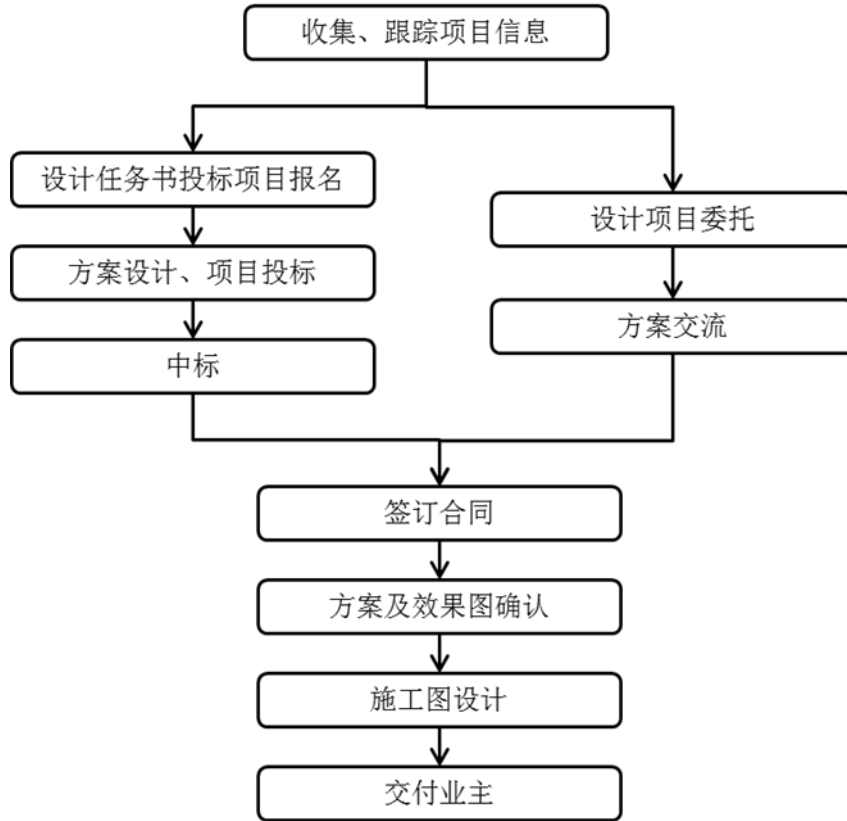 收集、跟踪项目信息
设计任务书投标项目报名
方案设计、项目投标
中标
设计项目委托
方案交流
签订合同
方案及效果图确认
施工图设计
交付业主